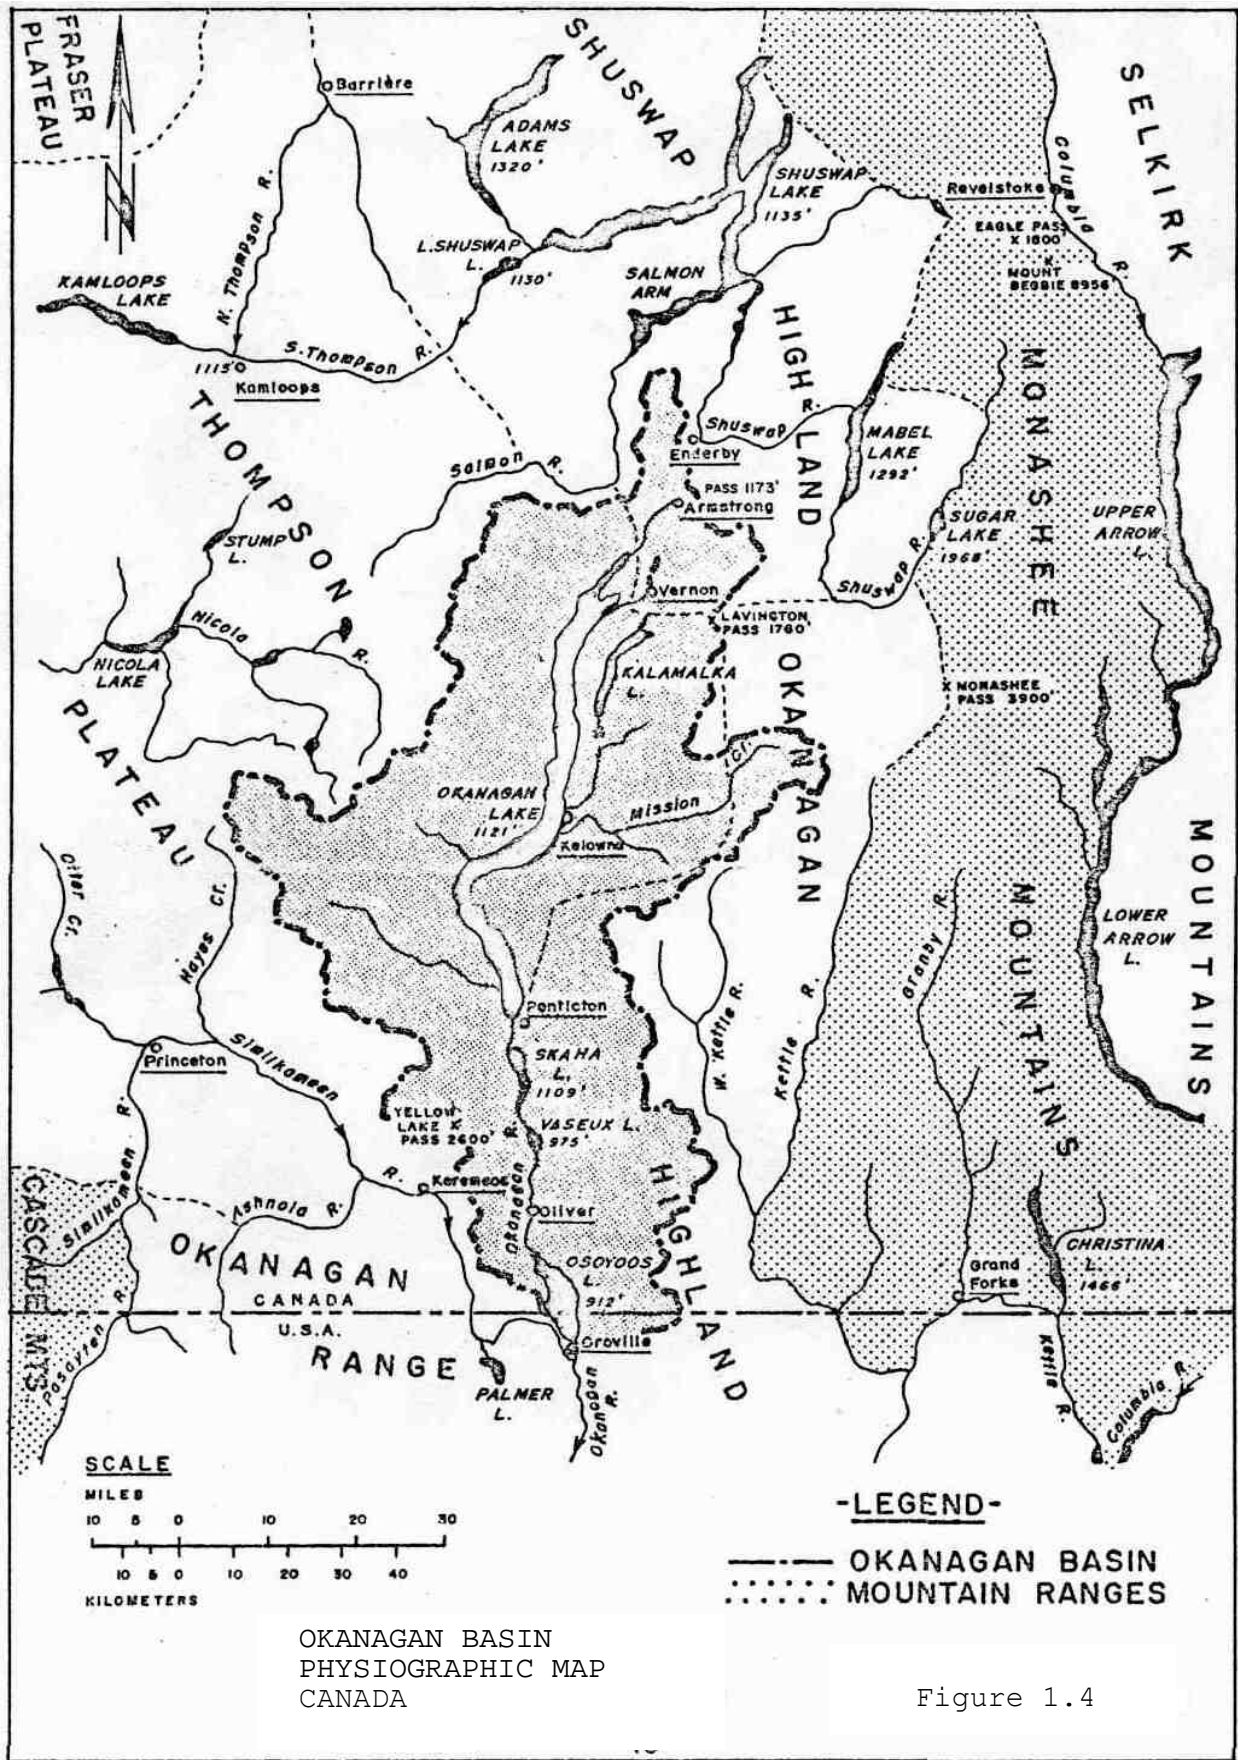 FRASER
PLATEAU
N
Barrière
SHUSWAP
HIGH LAND
SELKIRK
MOUNTAINS
ADAMS
LAKE
1320'
SHUSWAP
LAKE
1135'
Revelstoke
Columbia
R.
EAGLE PASS
X 1800'
x
MOUNT
BEGBIE 8956'
L. SHUSWAP
L.
1130'
SALMON
ARM
KAMLOOPS
LAKE
N. Thompson R.
S. Thompson R.
1115'
Kamloops
THOMPSON
PLATEAU
MONASHEE
MOUNTAINS
Shuswap R.
Enderby
MABEL
LAKE
1292'
Salmon R.
PASS 1173'
Armstrong
SUGAR
LAKE
1968'
UPPER
ARROW
L.
STUMP
L.
Shuswap R.
Vernon
LAVINGTON
PASS 1760'
Nicola
R.
NICOLA
LAKE
KALAMALKA
L.
OKANAGAN
HIGHLAND
x MONASHEE
PASS 3900'
OKANAGAN
LAKE
1121'
Mission
Cr.
Kelowna
Otter Cr.
Hayes Cr.
LOWER
ARROW
L.
Granby R.
W. Kettle R.
Kettle R.
Penticton
Princeton
Similkameen
R.
SKAHA
L.
1109'
YELLOW
LAKE X
PASS 2600'
VASEUX L.
975'
Similkameen R.
Keremeos
Okanagan R.
Oliver
Ashnola R.
CASCADE MTS
OKANAGAN
RANGE
CANADA
U.S.A.
OSOYOOS
L.
912'
CHRISTINA
L.
1466'
Grand
Forks
Pasayten R.
Oroville
PALMER
L.
Okanagan
R.
Kettle R.
Columbia R.
SCALE
MILES
10 5 0 10 20 30
10 5 0 10 20 30 40
KILOMETERS
-LEGEND-
OKANAGAN BASIN
MOUNTAIN RANGES
OKANAGAN BASIN
PHYSIOGRAPHIC MAP
CANADA
Figure 1.4